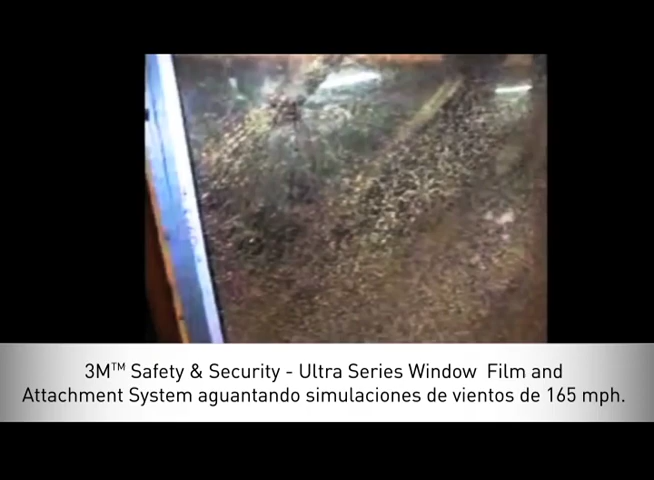 3M™ Safety & Security - Ultra Series Window Film and
Attachment System aguantando simulaciones de vientos de 165 mph.